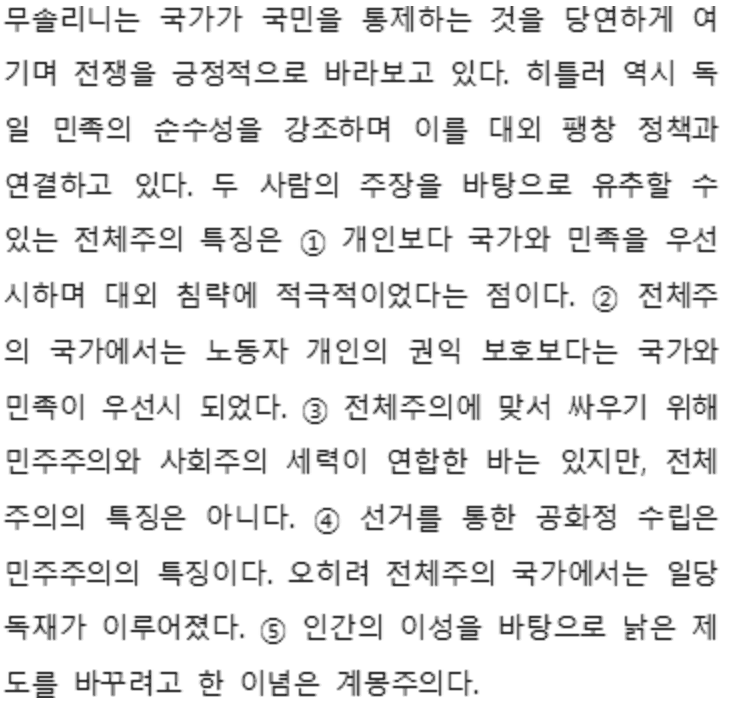 무솔리니는 국가가 국민을 통제하는 것을 당연하게 여
기며 전쟁을 긍정적으로 바라보고 있다. 히틀러 역시 독
일 민족의 순수성을 강조하며 이를 대외 팽창 정책과
연결하고 있다. 두 사람의 주장을 바탕으로 유추할 수
있는 전체주의 특징은 ① 개인보다 국가와 민족을 우선
시하며 대외 침략에 적극적이었다는 점이다. ② 전체주
의 국가에서는 노동자 개인의 권익 보호보다는 국가와
민족이 우선시 되었다. ③ 전체주의에 맞서 싸우기 위해
민주주의와 사회주의 세력이 연합한 바는 있지만, 전체
주의의 특징은 아니다. ④ 선거를 통한 공화정 수립은
민주주의의 특징이다. 오히려 전체주의 국가에서는 일당
독재가 이루어졌다. ⑤ 인간의 이성을 바탕으로 낡은 제
도를 바꾸려고 한 이념은 계몽주의다.